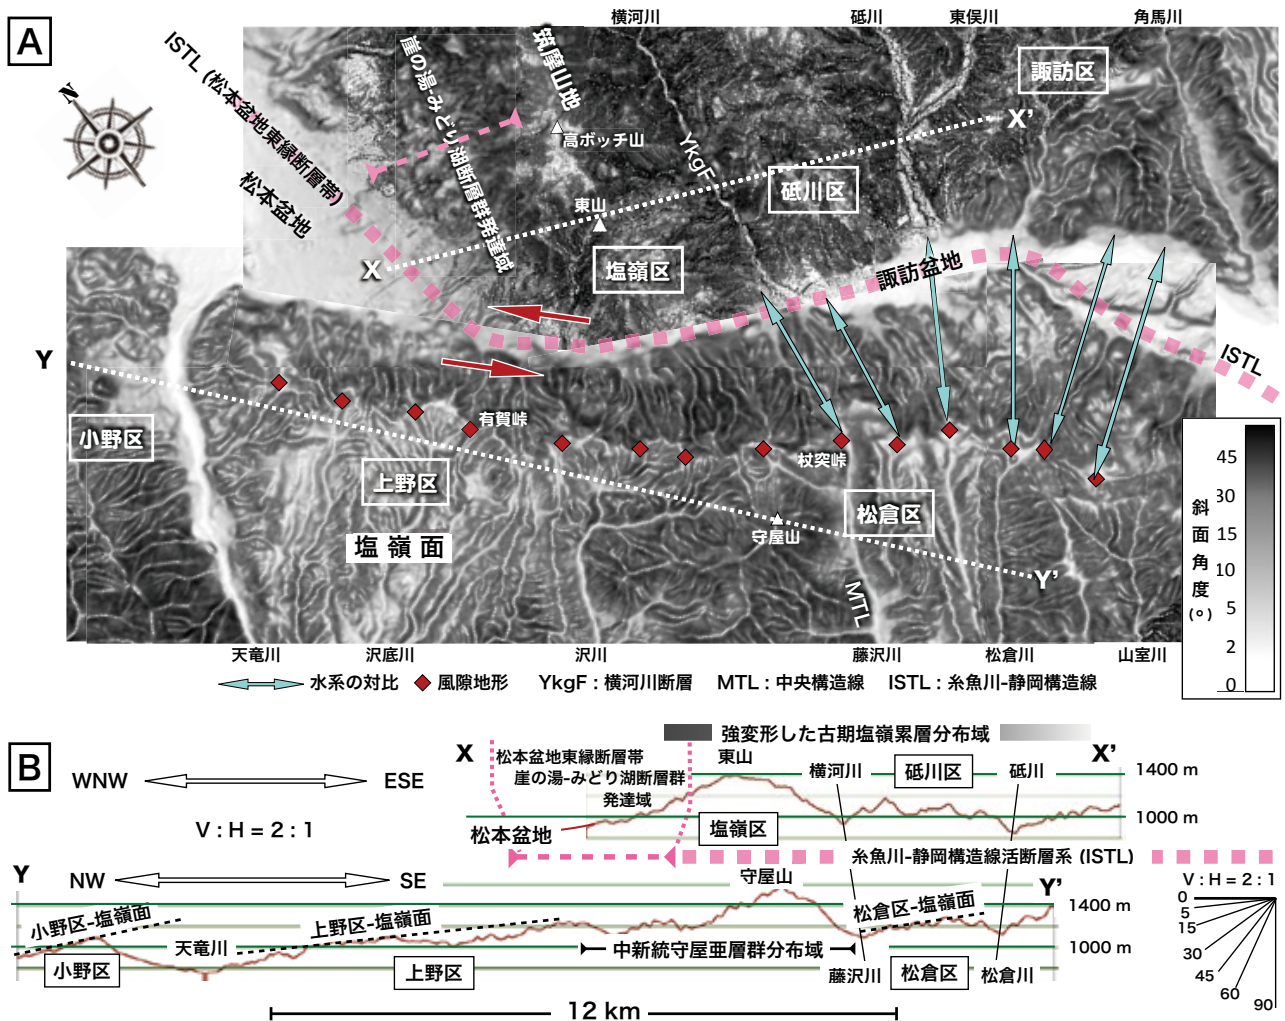 A
横河川
砥川
東俣川
角馬川
N
ISTL (松本盆地東縁断層帯)
松本盆地
崖の湯-みどり湖断層群発達域
筑摩山地
高ボッチ山
YkgF
諏訪区
X'
砥川区
東山
塩嶺区
X
諏訪盆地
ISTL
Y
小野区
有賀峠
上野区
塩嶺面
杖突峠
松倉区
守屋山
Y'
MTL
45
30
15
10
5
2
0
斜面角度(°)
天竜川
沢底川
沢川
藤沢川
松倉川
山室川
水系の対比
風隙地形
YkgF : 横河川断層
MTL : 中央構造線
ISTL : 糸魚川-静岡構造線
B
WNW
ESE
V : H = 2 : 1
強変形した古期塩嶺累層分布域
X
松本盆地東縁断層帯
崖の湯-みどり湖断層群
発達域
東山
横河川
砥川区
砥川
X'
1400 m
1000 m
松本盆地
塩嶺区
糸魚川-静岡構造線活断層系 (ISTL)
Y
NW
SE
守屋山
Y'
小野区-塩嶺面
上野区-塩嶺面
松倉区-塩嶺面
1400 m
1000 m
天竜川
中新統守屋亜層群分布域
小野区
上野区
藤沢川
松倉区
松倉川
V : H = 2 : 1
0
5
15
30
45
60
90
12 km